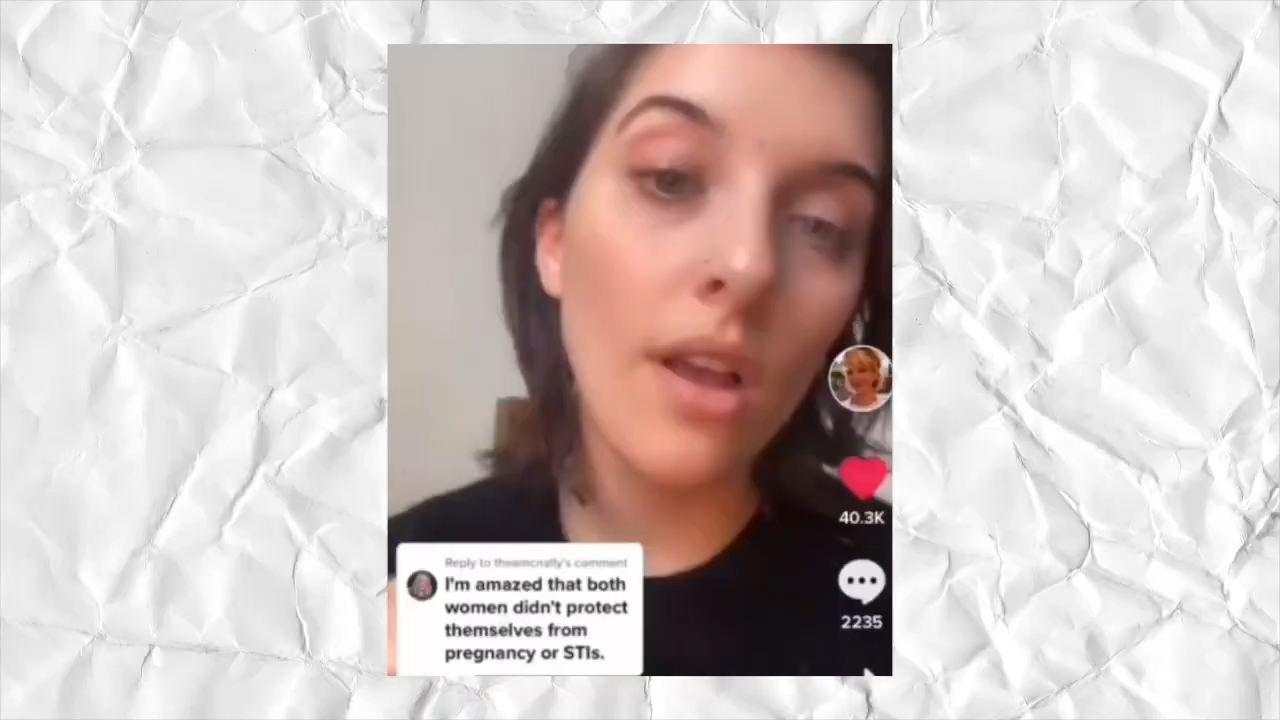 40.3K
Reply to theamcnally's comment
I'm amazed that both
women didn't protect
themselves from
pregnancy or STIs.
2235